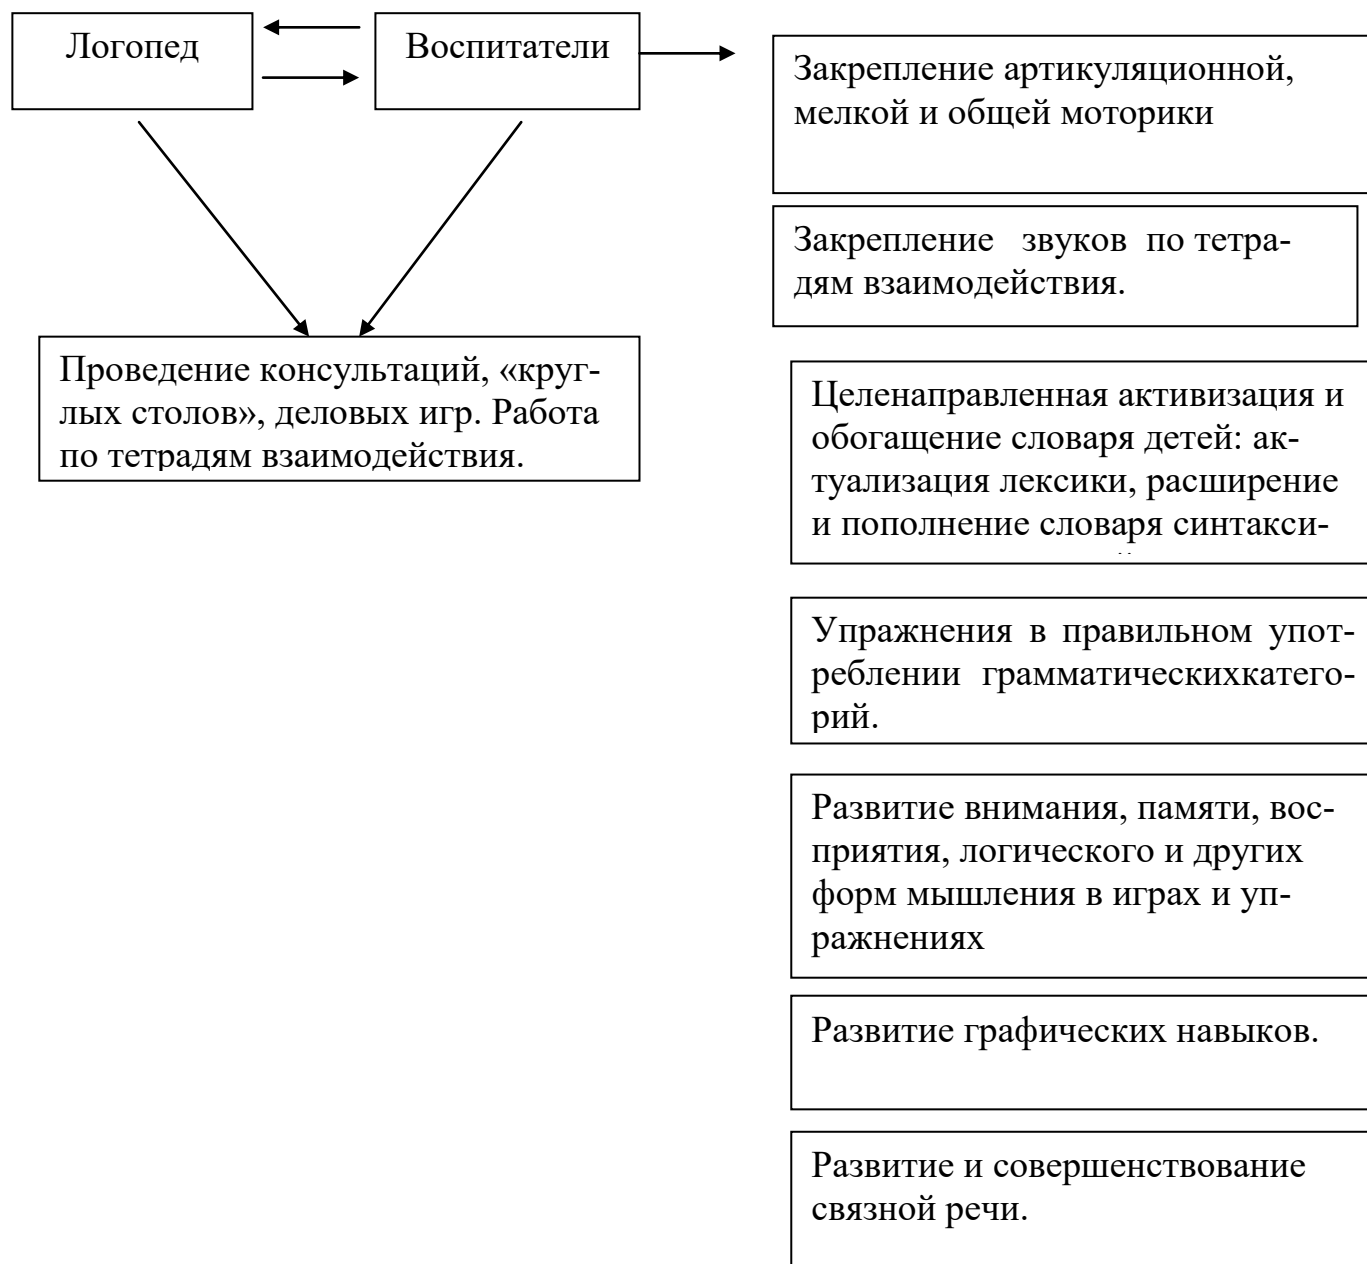 Логопед
Воспитатели
Закрепление артикуляционной,
мелкой и общей моторики
Закрепление звуков по тетра-
дям взаимодействия.
Проведение консультаций, «круг-
лых столов», деловых игр. Работа
по тетрадям взаимодействия.
Целенаправленная активизация и
обогащение словаря детей: ак-
туализация лексики, расширение
и пополнение словаря синтакси-
Упражнения в правильном упот-
реблении грамматическихкатего-
рий.
Развитие внимания, памяти, вос-
приятия, логического и других
форм мышления в играх и уп-
ражнениях
Развитие графических навыков.
Развитие и совершенствование
связной речи.